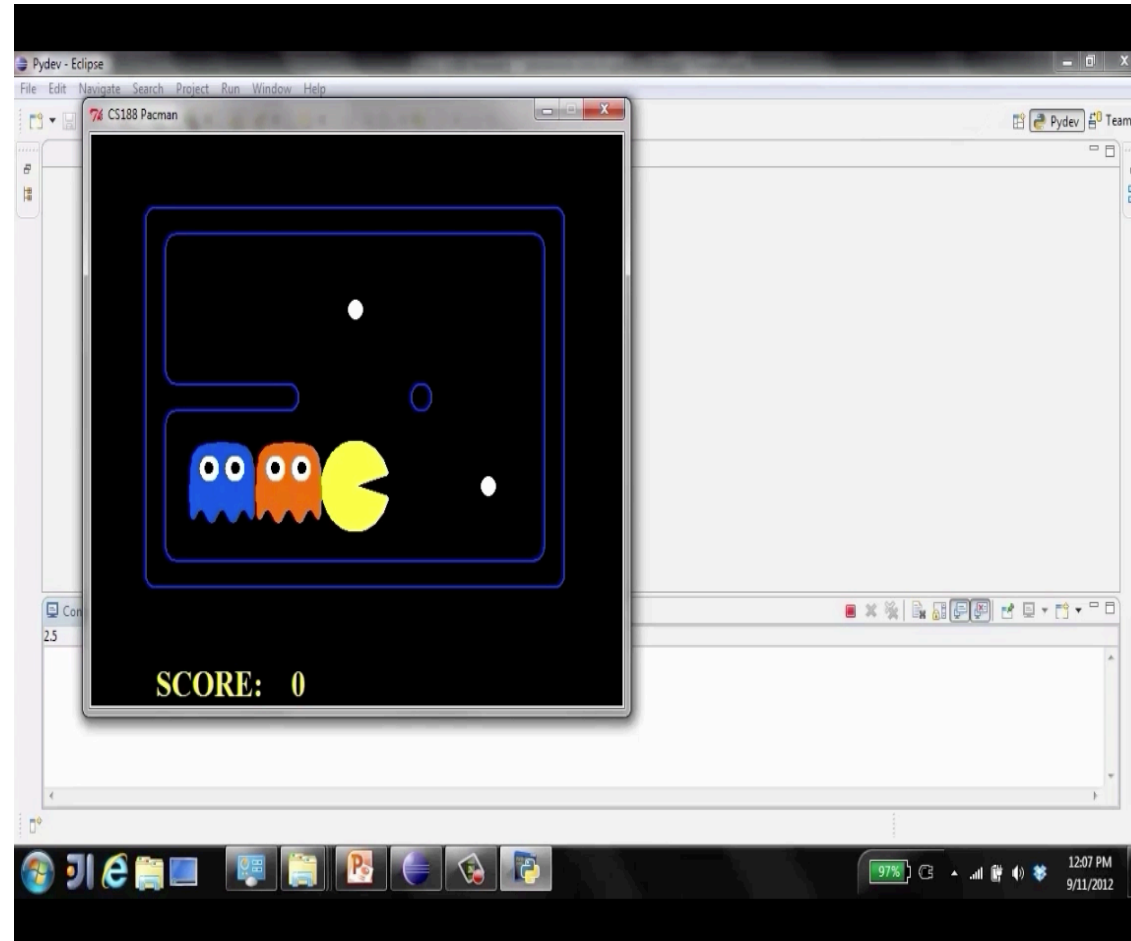 Pydev - Eclipse
File Edit Navigate Search Project Run Window Help
CS188 Pacman
Pydev
Team
SCORE: 0
Con
2.5
97%
12:07 PM
9/11/2012